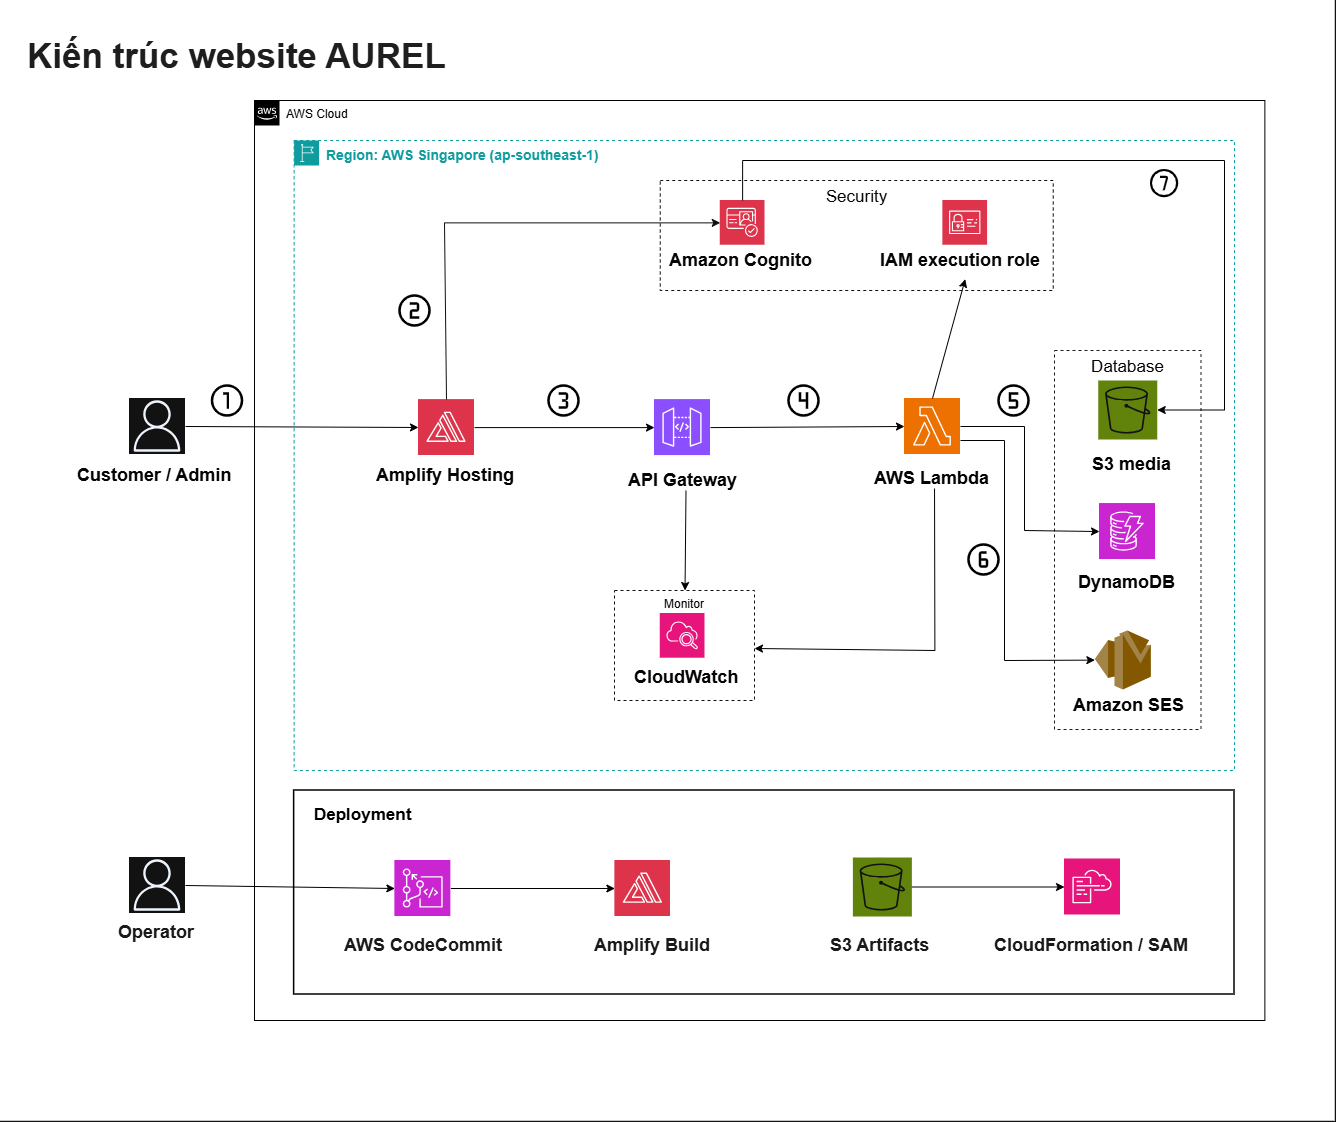 Kiến trúc website AUREL
aws
AWS Cloud
Region: AWS Singapore (ap-southeast-1)
7
Security
Amazon Cognito
IAM execution role
2
Database
1
3
4
5
S3 media
Customer / Admin
Amplify Hosting
API Gateway
AWS Lambda
6
DynamoDB
Monitor
CloudWatch
Amazon SES
Deployment
Operator
AWS CodeCommit
Amplify Build
S3 Artifacts
CloudFormation / SAM